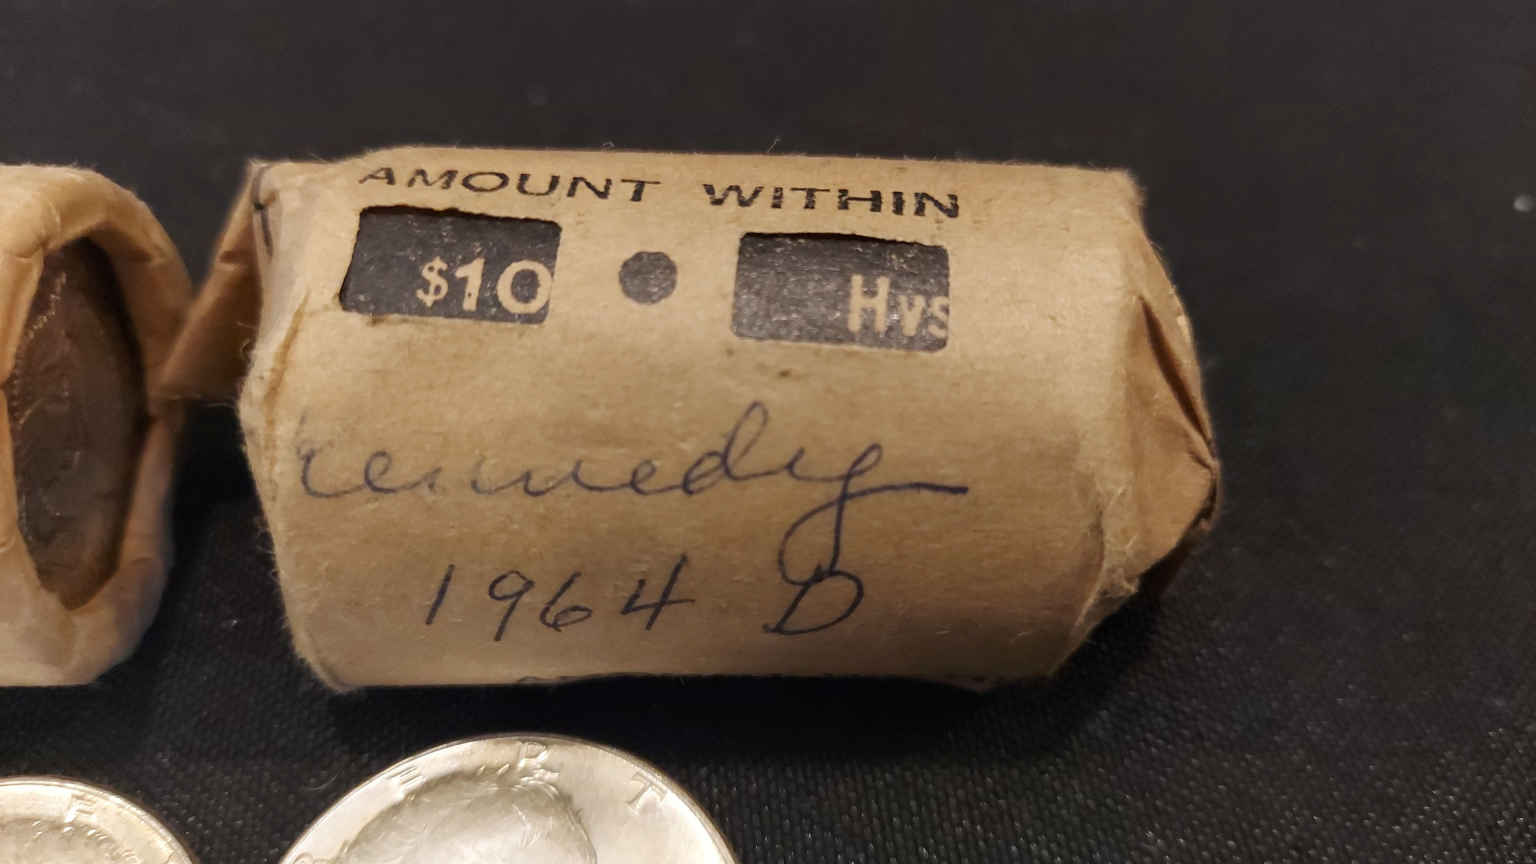 AMOUNT WITHIN
$10 Hvs
Kennedy
1964 D
E R T
E